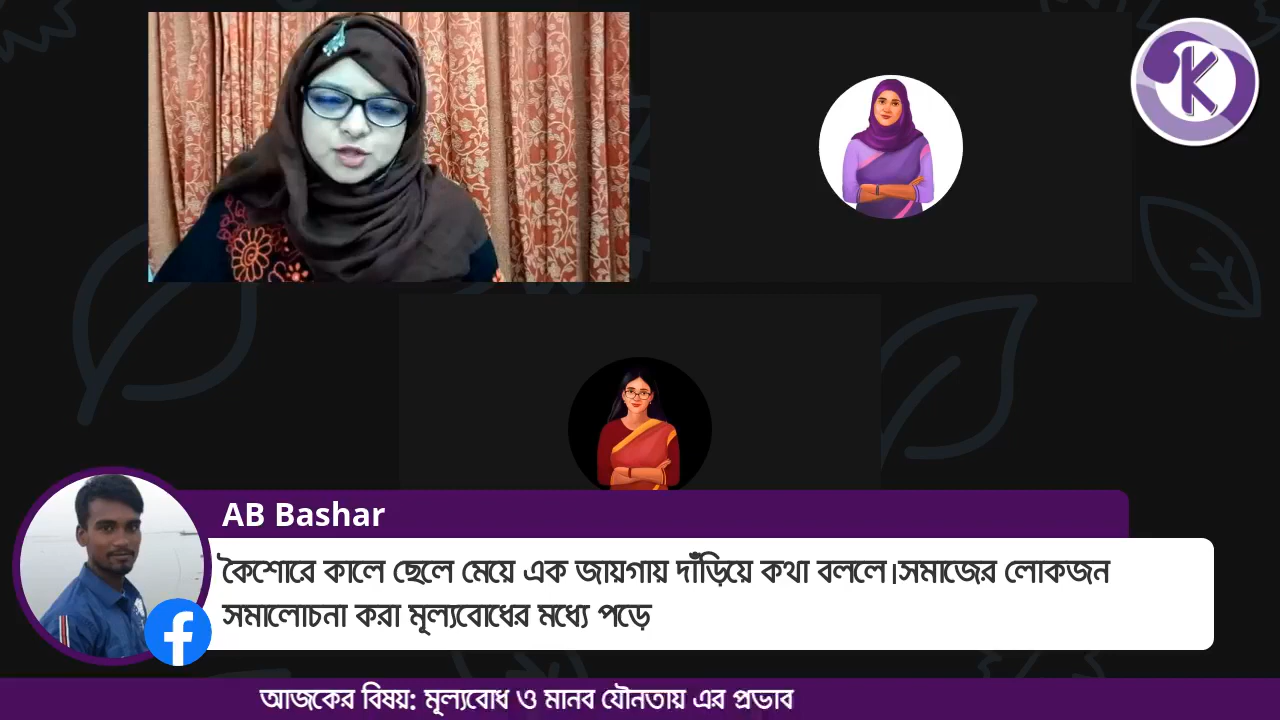 K
AB Bashar
কৈশোরে কালে ছেলে মেয়ে এক জায়গায় দাঁড়িয়ে কথা বললে।সমাজের লোকজন
সমালোচনা করা মূল্যবোধের মধ্যে পড়ে
আজকের বিষয়: মূল্যবোধ ও মানব যৌনতায় এর প্রভাব